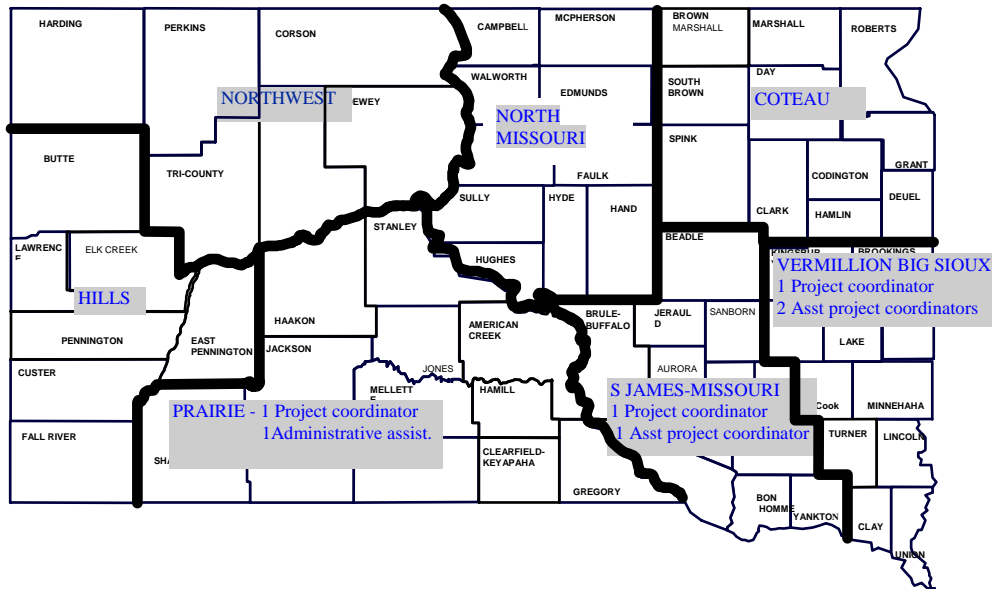 HARDING
PERKINS
CORSON
CAMPBELL
MCPHERSON
BROWN
MARSHALL
MARSHALL
ROBERTS
NORTHWEST
EWEY
WALWORTH
EDMUNDS
SOUTH
BROWN
DAY
COTEAU
NORTH
MISSOURI
BUTTE
TRI-COUNTY
SPINK
GRANT
FAULK
CODINGTON
SULLY
HYDE
HAND
CLARK
HAMLIN
DEUEL
STANLEY
LAWRENC
E
ELK CREEK
HUGHES
BEADLE
BROOKINGS
VERMILLION BIG SIOUX
1 Project coordinator
2 Asst project coordinators
HILLS
HAAKON
AMERICAN
CREEK
BRULE-
BUFFALO
JERAUL
D
SANBORN
PENNINGTON
EAST
PENNINGTON
JACKSON
JONES
AURORA
LAKE
CUSTER
MELLETT
E
HAMILL
S JAMES-MISSOURI
1 Project coordinator
1 Asst project coordinator
Cook
MINNEHAHA
PRAIRIE - 1 Project coordinator
1Administrative assist.
FALL RIVER
SHA
CLEARFIELD-
KEYAPAHA
GREGORY
TURNER
LINCOLN
BON
HOMME
YANKTON
CLAY
UNION